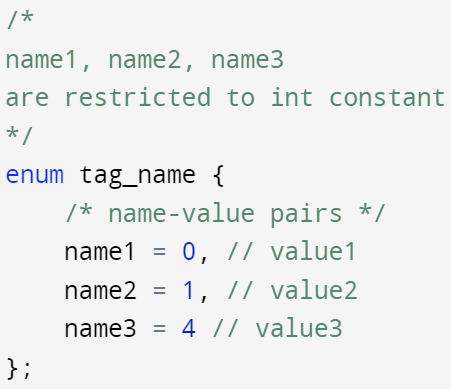 /*
name1, name2, name3
are restricted to int constant
*/
enum tag_name {
    /* name-value pairs */
    name1 = 0, // value1
    name2 = 1, // value2
    name3 = 4 // value3
};